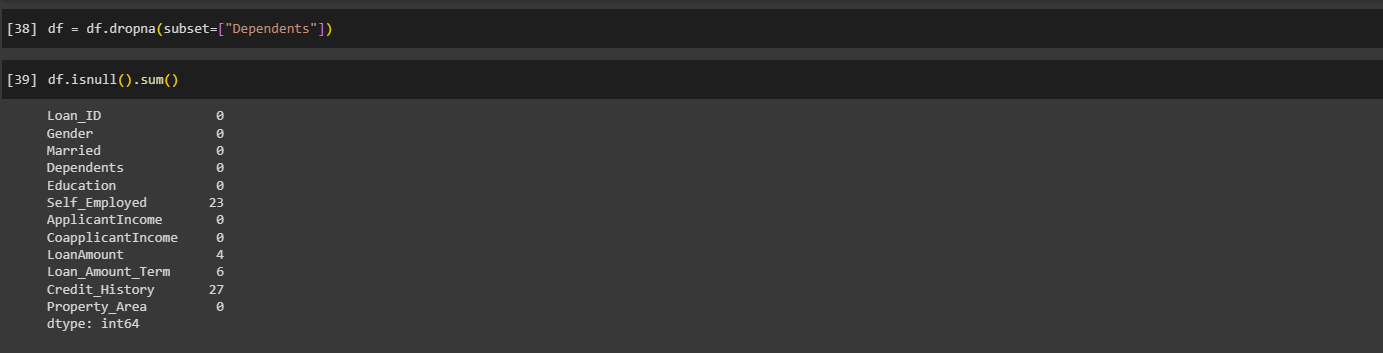 [38] df = df.dropna(subset=["Dependents"])
[39] df.isnull().sum()
Loan_ID 0
Gender 0
Married 0
Dependents 0
Education 0
Self_Employed 23
ApplicantIncome 0
CoapplicantIncome 0
LoanAmount 4
Loan_Amount_Term 6
Credit_History 27
Property_Area 0
dtype: int64